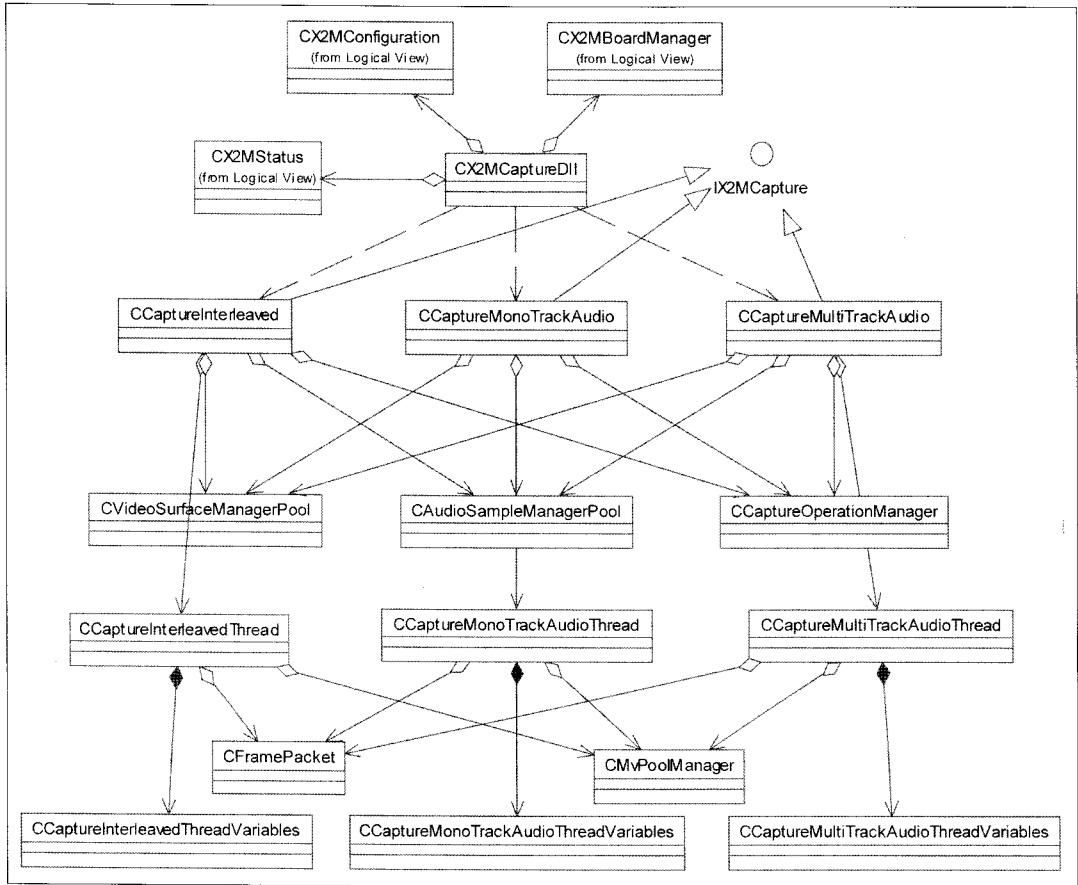 CX2MConfiguration
(from Logical View)
CX2MBoardManager
(from Logical View)
CX2MStatus
(from Logical View)
CX2MCaptureDll
IX2MCapture
CCaptureInterleaved
CCaptureMonoTrackAudio
CCaptureMultiTrackAudio
CVideoSurfaceManagerPool
CAudioSampleManagerPool
CCaptureOperationManager
CCaptureInterleavedThread
CCaptureMonoTrackAudioThread
CCaptureMultiTrackAudioThread
CFramePacket
CMvPoolManager
CCaptureInterleavedThreadVariables
CCaptureMonoTrackAudioThreadVariables
CCaptureMultiTrackAudioThreadVariables